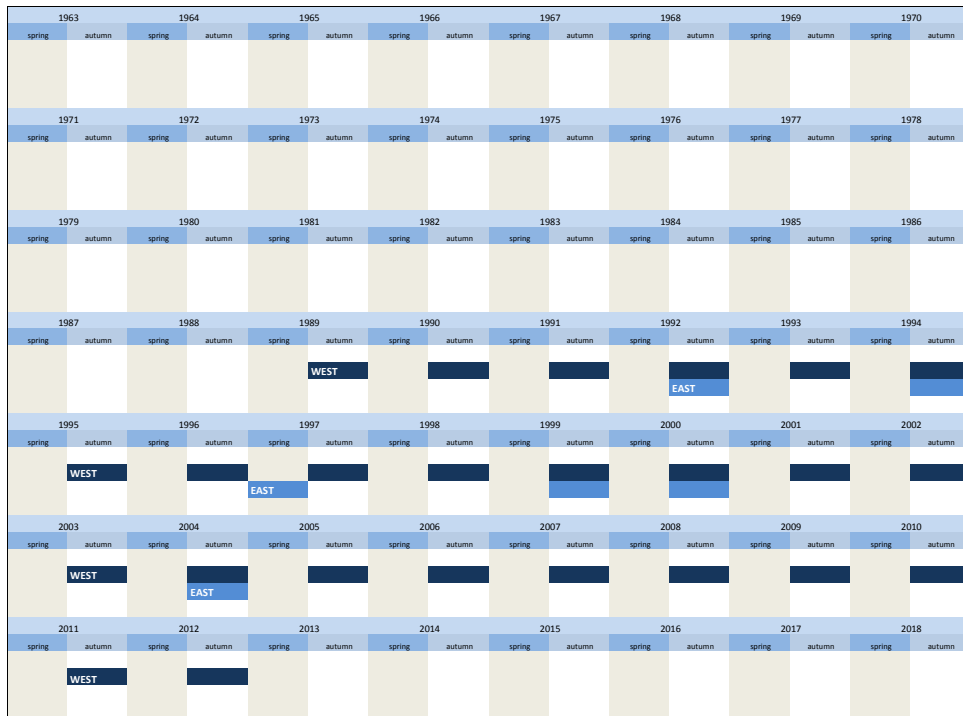 1963 1964 1965 1966 1967 1968 1969 1970
spring autumn spring autumn spring autumn spring autumn spring autumn spring autumn spring autumn spring autumn
1971 1972 1973 1974 1975 1976 1977 1978
spring autumn spring autumn spring autumn spring autumn spring autumn spring autumn spring autumn spring autumn
1979 1980 1981 1982 1983 1984 1985 1986
spring autumn spring autumn spring autumn spring autumn spring autumn spring autumn spring autumn spring autumn
1987 1988 1989 1990 1991 1992 1993 1994
spring autumn spring autumn spring autumn spring autumn spring autumn spring autumn spring autumn spring autumn
WEST
EAST
1995 1996 1997 1998 1999 2000 2001 2002
spring autumn spring autumn spring autumn spring autumn spring autumn spring autumn spring autumn spring autumn
WEST
EAST
2003 2004 2005 2006 2007 2008 2009 2010
spring autumn spring autumn spring autumn spring autumn spring autumn spring autumn spring autumn spring autumn
WEST
EAST
2011 2012 2013 2014 2015 2016 2017 2018
spring autumn spring autumn spring autumn spring autumn spring autumn spring autumn spring autumn spring autumn
WEST